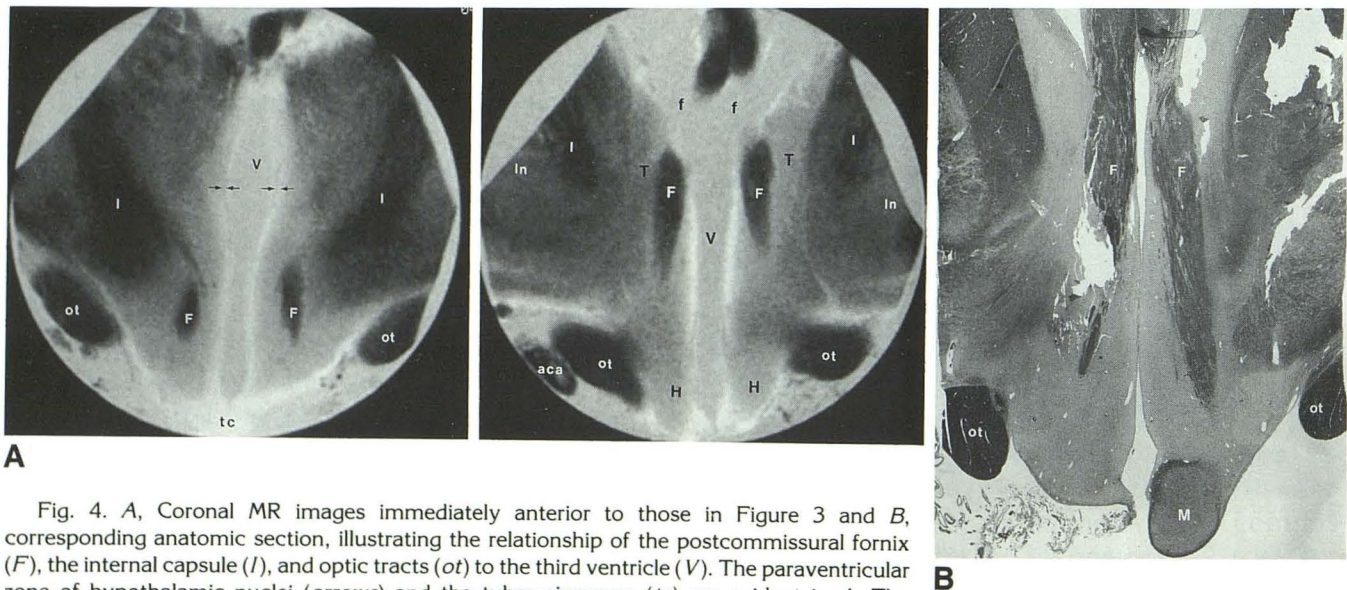 V
I
I
F
F
ot
ot
tc
A
f
f
I
I
T
T
ln
ln
F
F
V
ot
ot
aca
H
H
F
F
ot
ot
M
B
Fig. 4. A, Coronal MR images immediately anterior to those in Figure 3 and B,
corresponding anatomic section, illustrating the relationship of the postcommissural fornix
(F), the internal capsule (I), and optic tracts (ot) to the third ventricle (V). The paraventricular